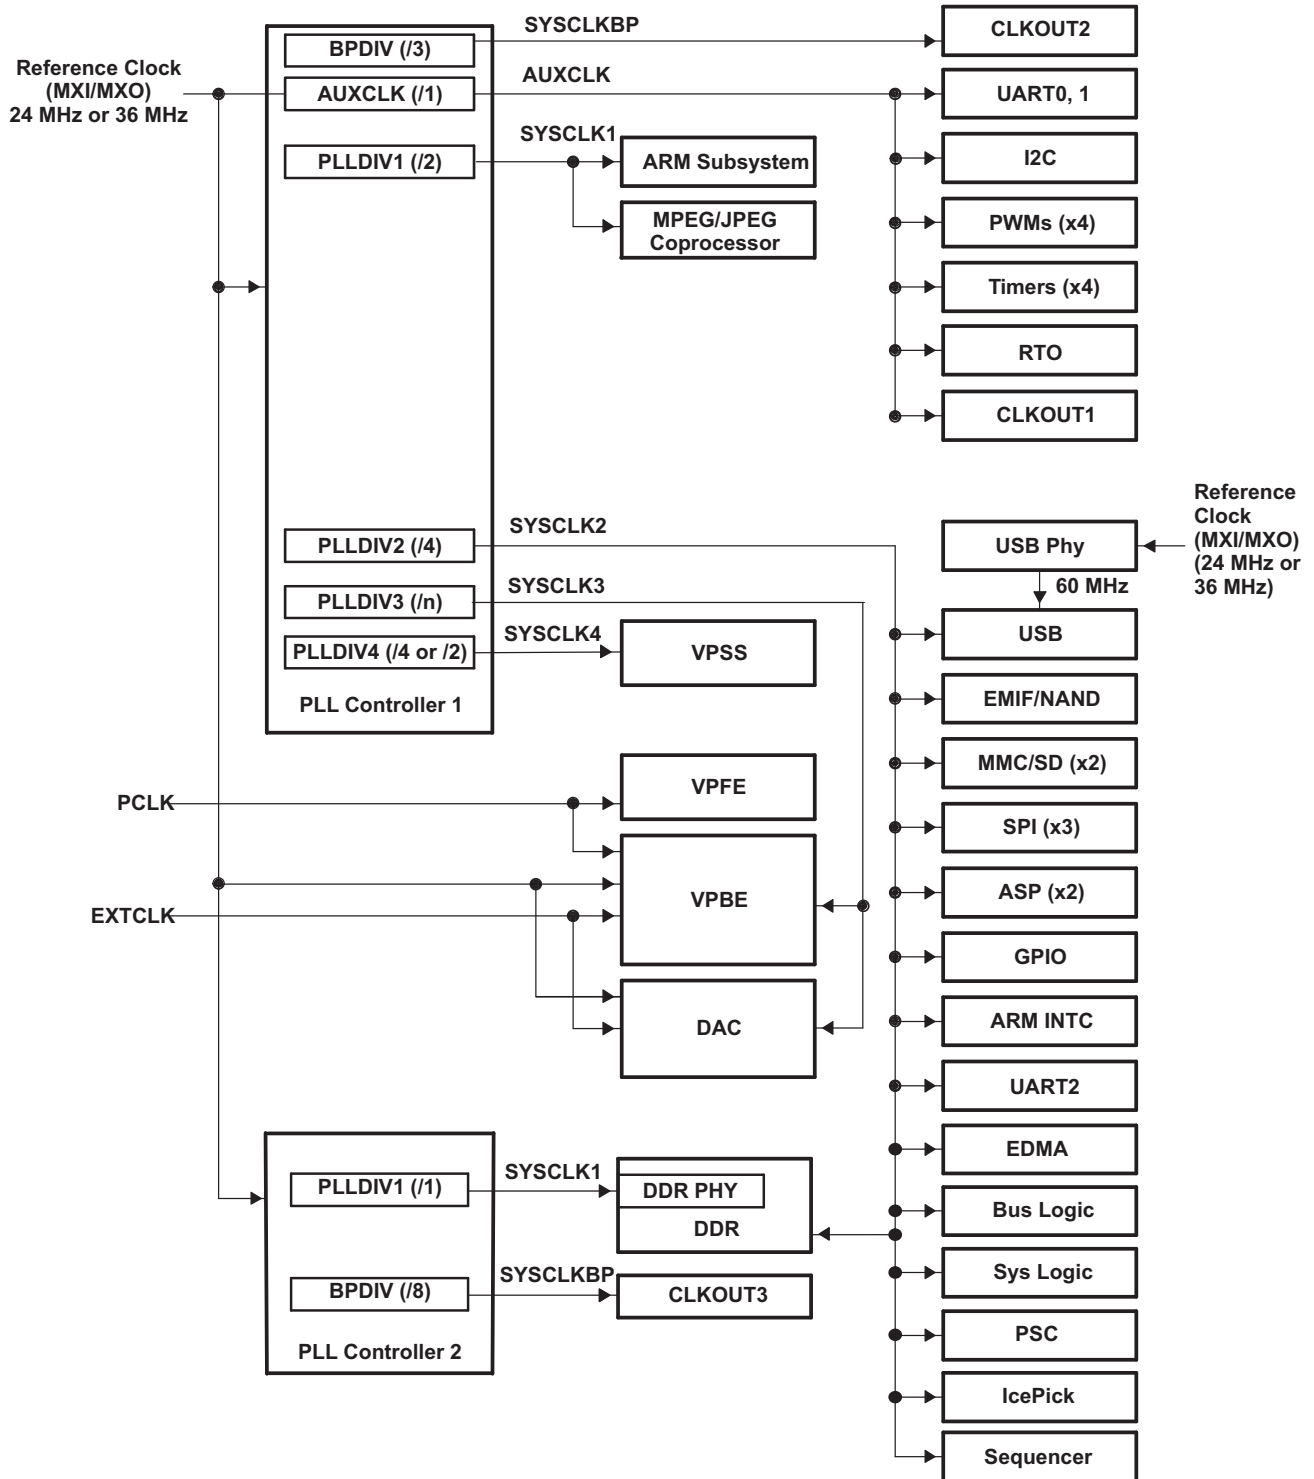 SYSCLKBP
CLKOUT2
BPDIV (/3)
Reference Clock
(MXI/MXO)
24 MHz or 36 MHz
AUXCLK
AUXCLK (/1)
UART0, 1
SYSCLK1
PLLDIV1 (/2)
ARM Subsystem
I2C
MPEG/JPEG
Coprocessor
PWMs (x4)
Timers (x4)
RTO
CLKOUT1
Reference
Clock
(MXI/MXO)
(24 MHz or
36 MHz)
SYSCLK2
PLLDIV2 (/4)
USB Phy
60 MHz
SYSCLK3
PLLDIV3 (/n)
USB
SYSCLK4
PLLDIV4 (/4 or /2)
VPSS
PLL Controller 1
EMIF/NAND
MMC/SD (x2)
VPFE
PCLK
SPI (x3)
VPBE
ASP (x2)
EXTCLK
GPIO
DAC
ARM INTC
UART2
EDMA
SYSCLK1
PLLDIV1 (/1)
DDR PHY
DDR
Bus Logic
Sys Logic
SYSCLKBP
BPDIV (/8)
CLKOUT3
PSC
PLL Controller 2
IcePick
Sequencer